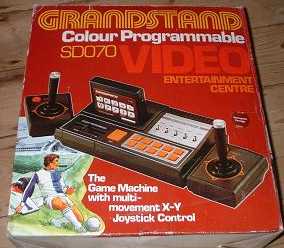 GRANDSTAND
Colour Programmable
SD070 VIDEO
ENTERTAINMENT
CENTRE
The
Game Machine
with multi-
movement X-Y
Joystick Control